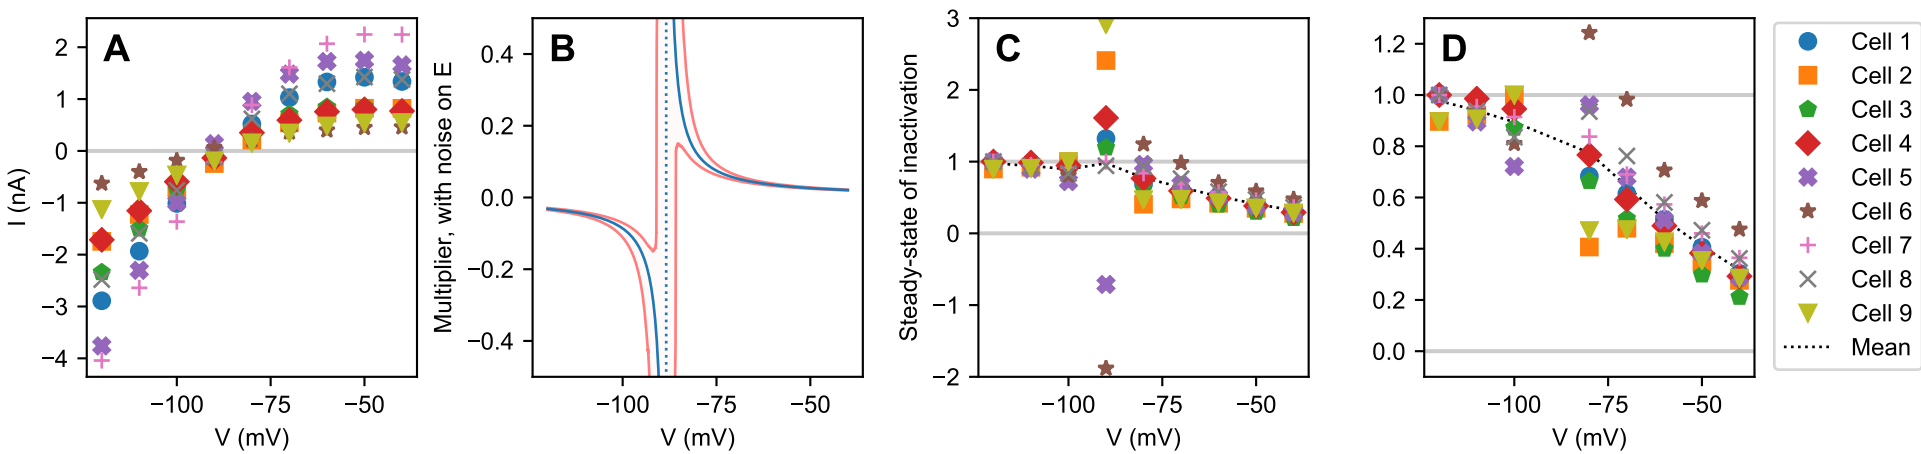 A
I (nA)
2
1
0
−1
−2
−3
−4
−100
−75
−50
V (mV)
B
Multiplier, with noise on E
0.4
0.2
0.0
−0.2
−0.4
−100
−75
−50
V (mV)
C
Steady-state of inactivation
3
2
1
0
−1
−2
−100
−75
−50
V (mV)
D
1.2
1.0
0.8
0.6
0.4
0.2
0.0
−100
−75
−50
V (mV)
Cell 1
Cell 2
Cell 3
Cell 4
Cell 5
Cell 6
Cell 7
Cell 8
Cell 9
Mean